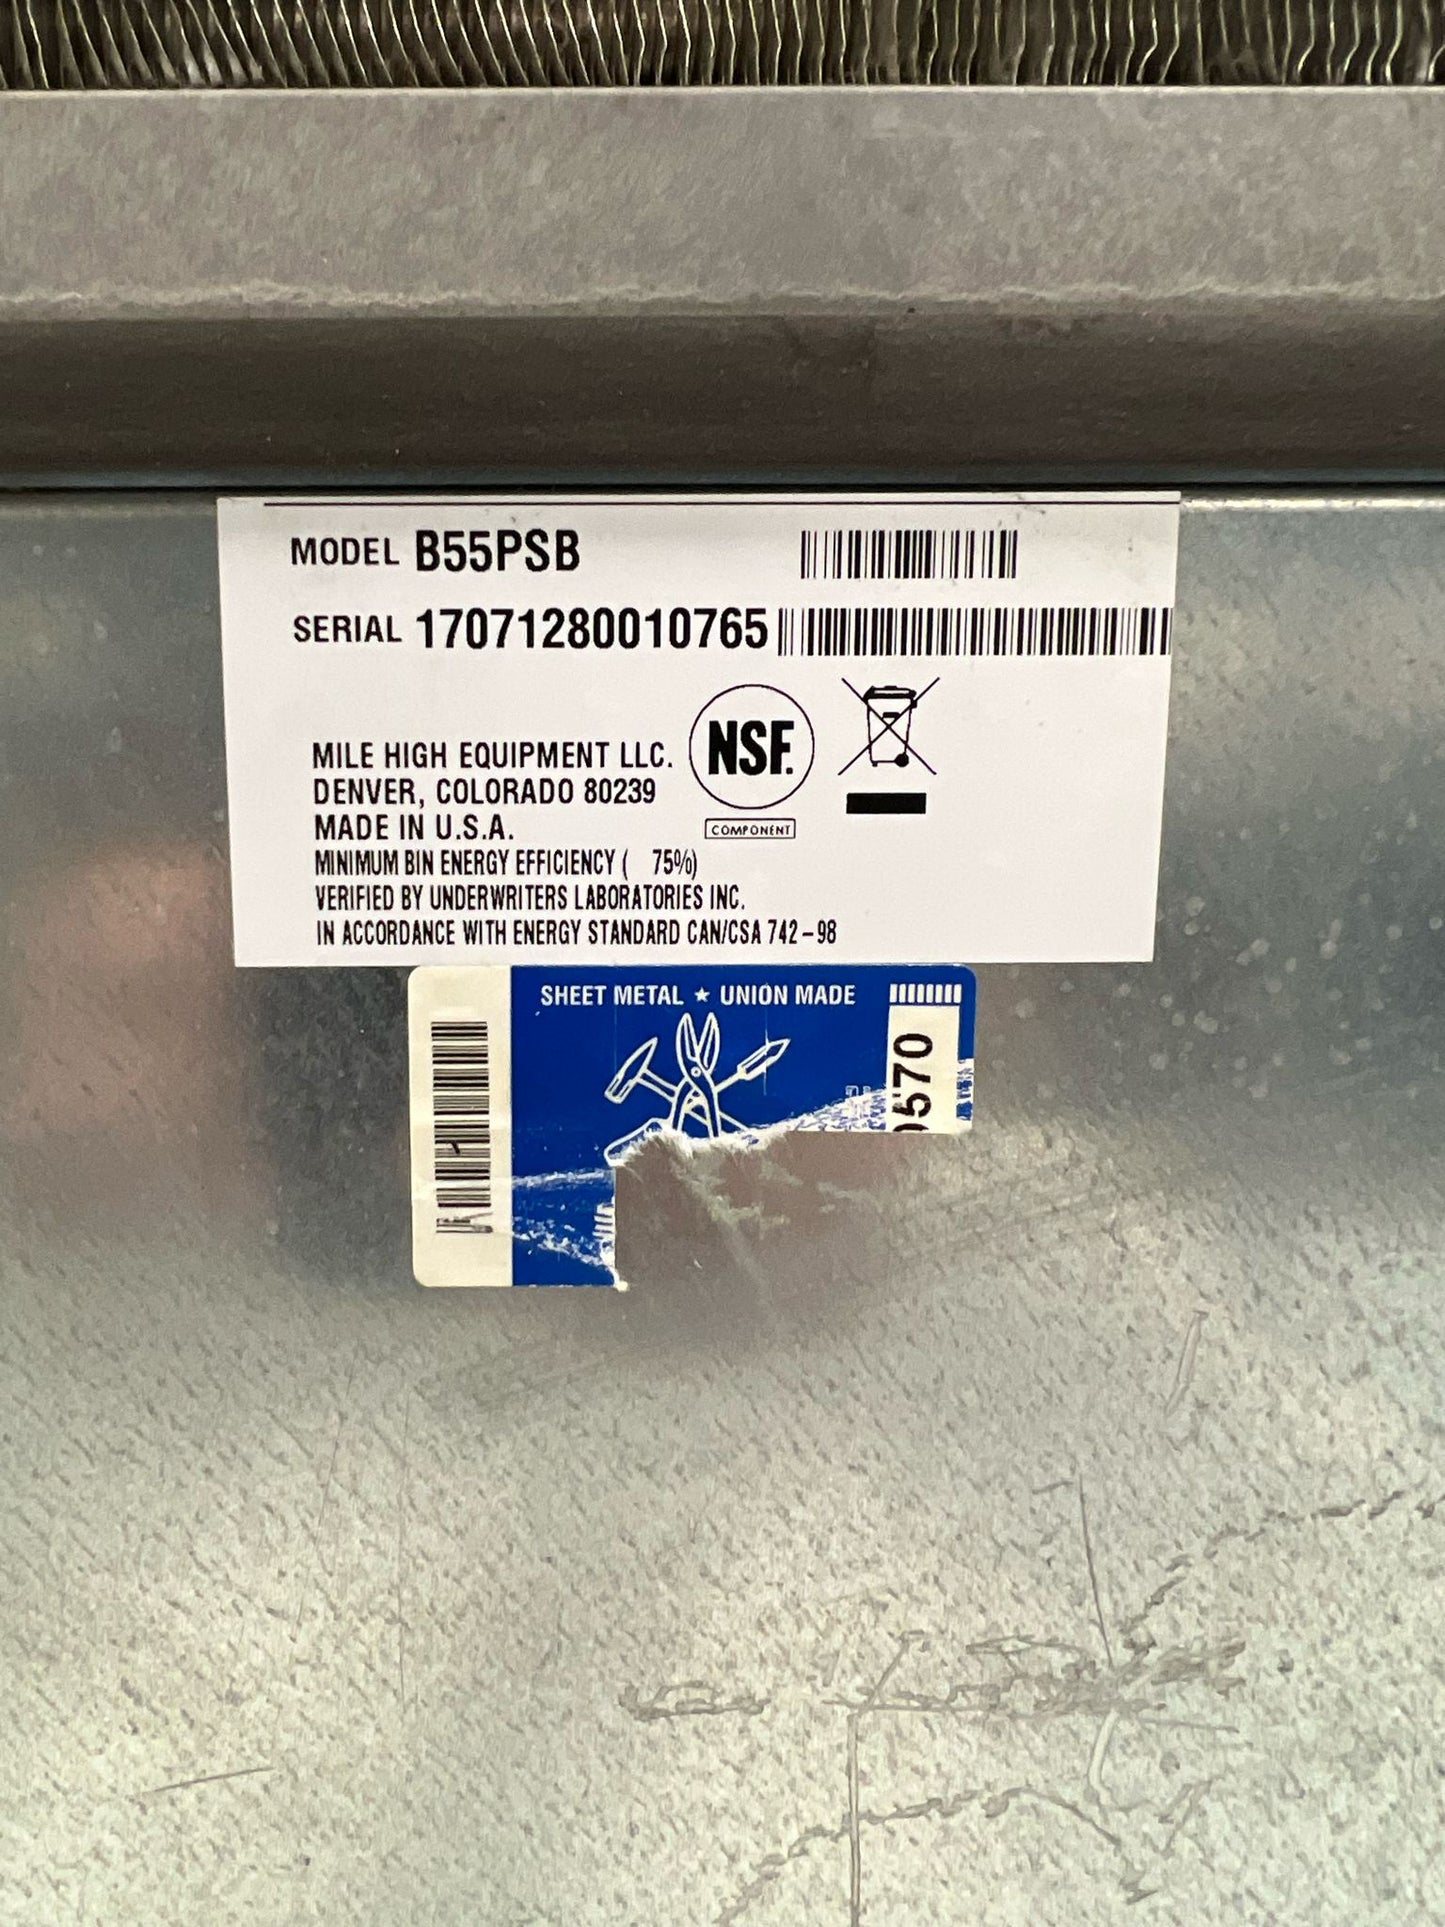 MODEL B55PSB
SERIAL 17071280010765
NSF.
COMPONENT
MILE HIGH EQUIPMENT LLC.
DENVER, COLORADO 80239
MADE IN U.S.A.
MINIMUM BIN ENERGY EFFICIENCY ( 75%)
VERIFIED BY UNDERWRITERS LABORATORIES INC.
IN ACCORDANCE WITH ENERGY STANDARD CAN/CSA 742-98
SHEET METAL ★ UNION MADE
570